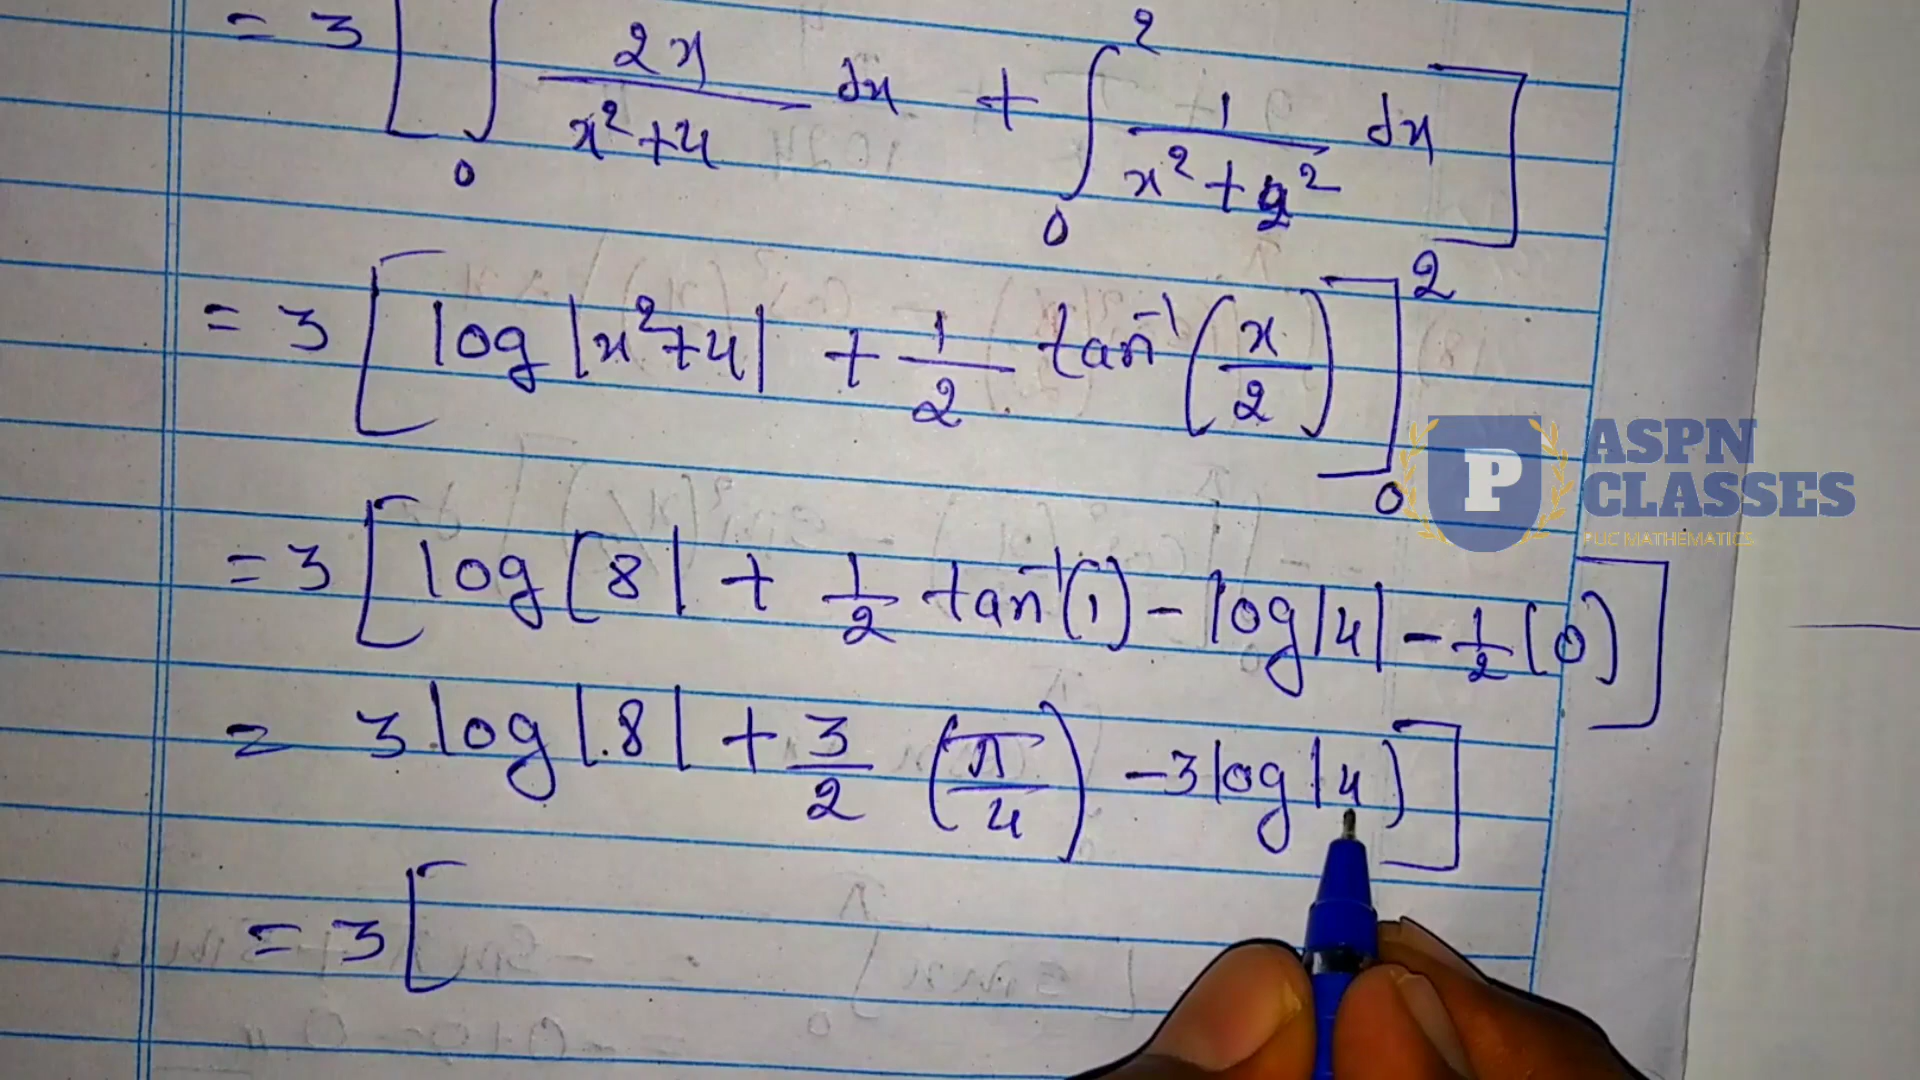 = 3 [ ∫₀ 2x/(x²+4) dx + ∫₀² 1/(x²+2²) dx ]
= 3 [ log |x²+4| + 1/2 tan⁻¹ (x/2) ]₀²
= 3 [ log [8| + 1/2 tan⁻¹(1) - log|4| - 1/2 (0) ]
= 3 log |.8| + 3/2 (π/4) - 3 log |4) ]
= 3 [
P
ASPN
CLASSES
PUC MATHEMATICS